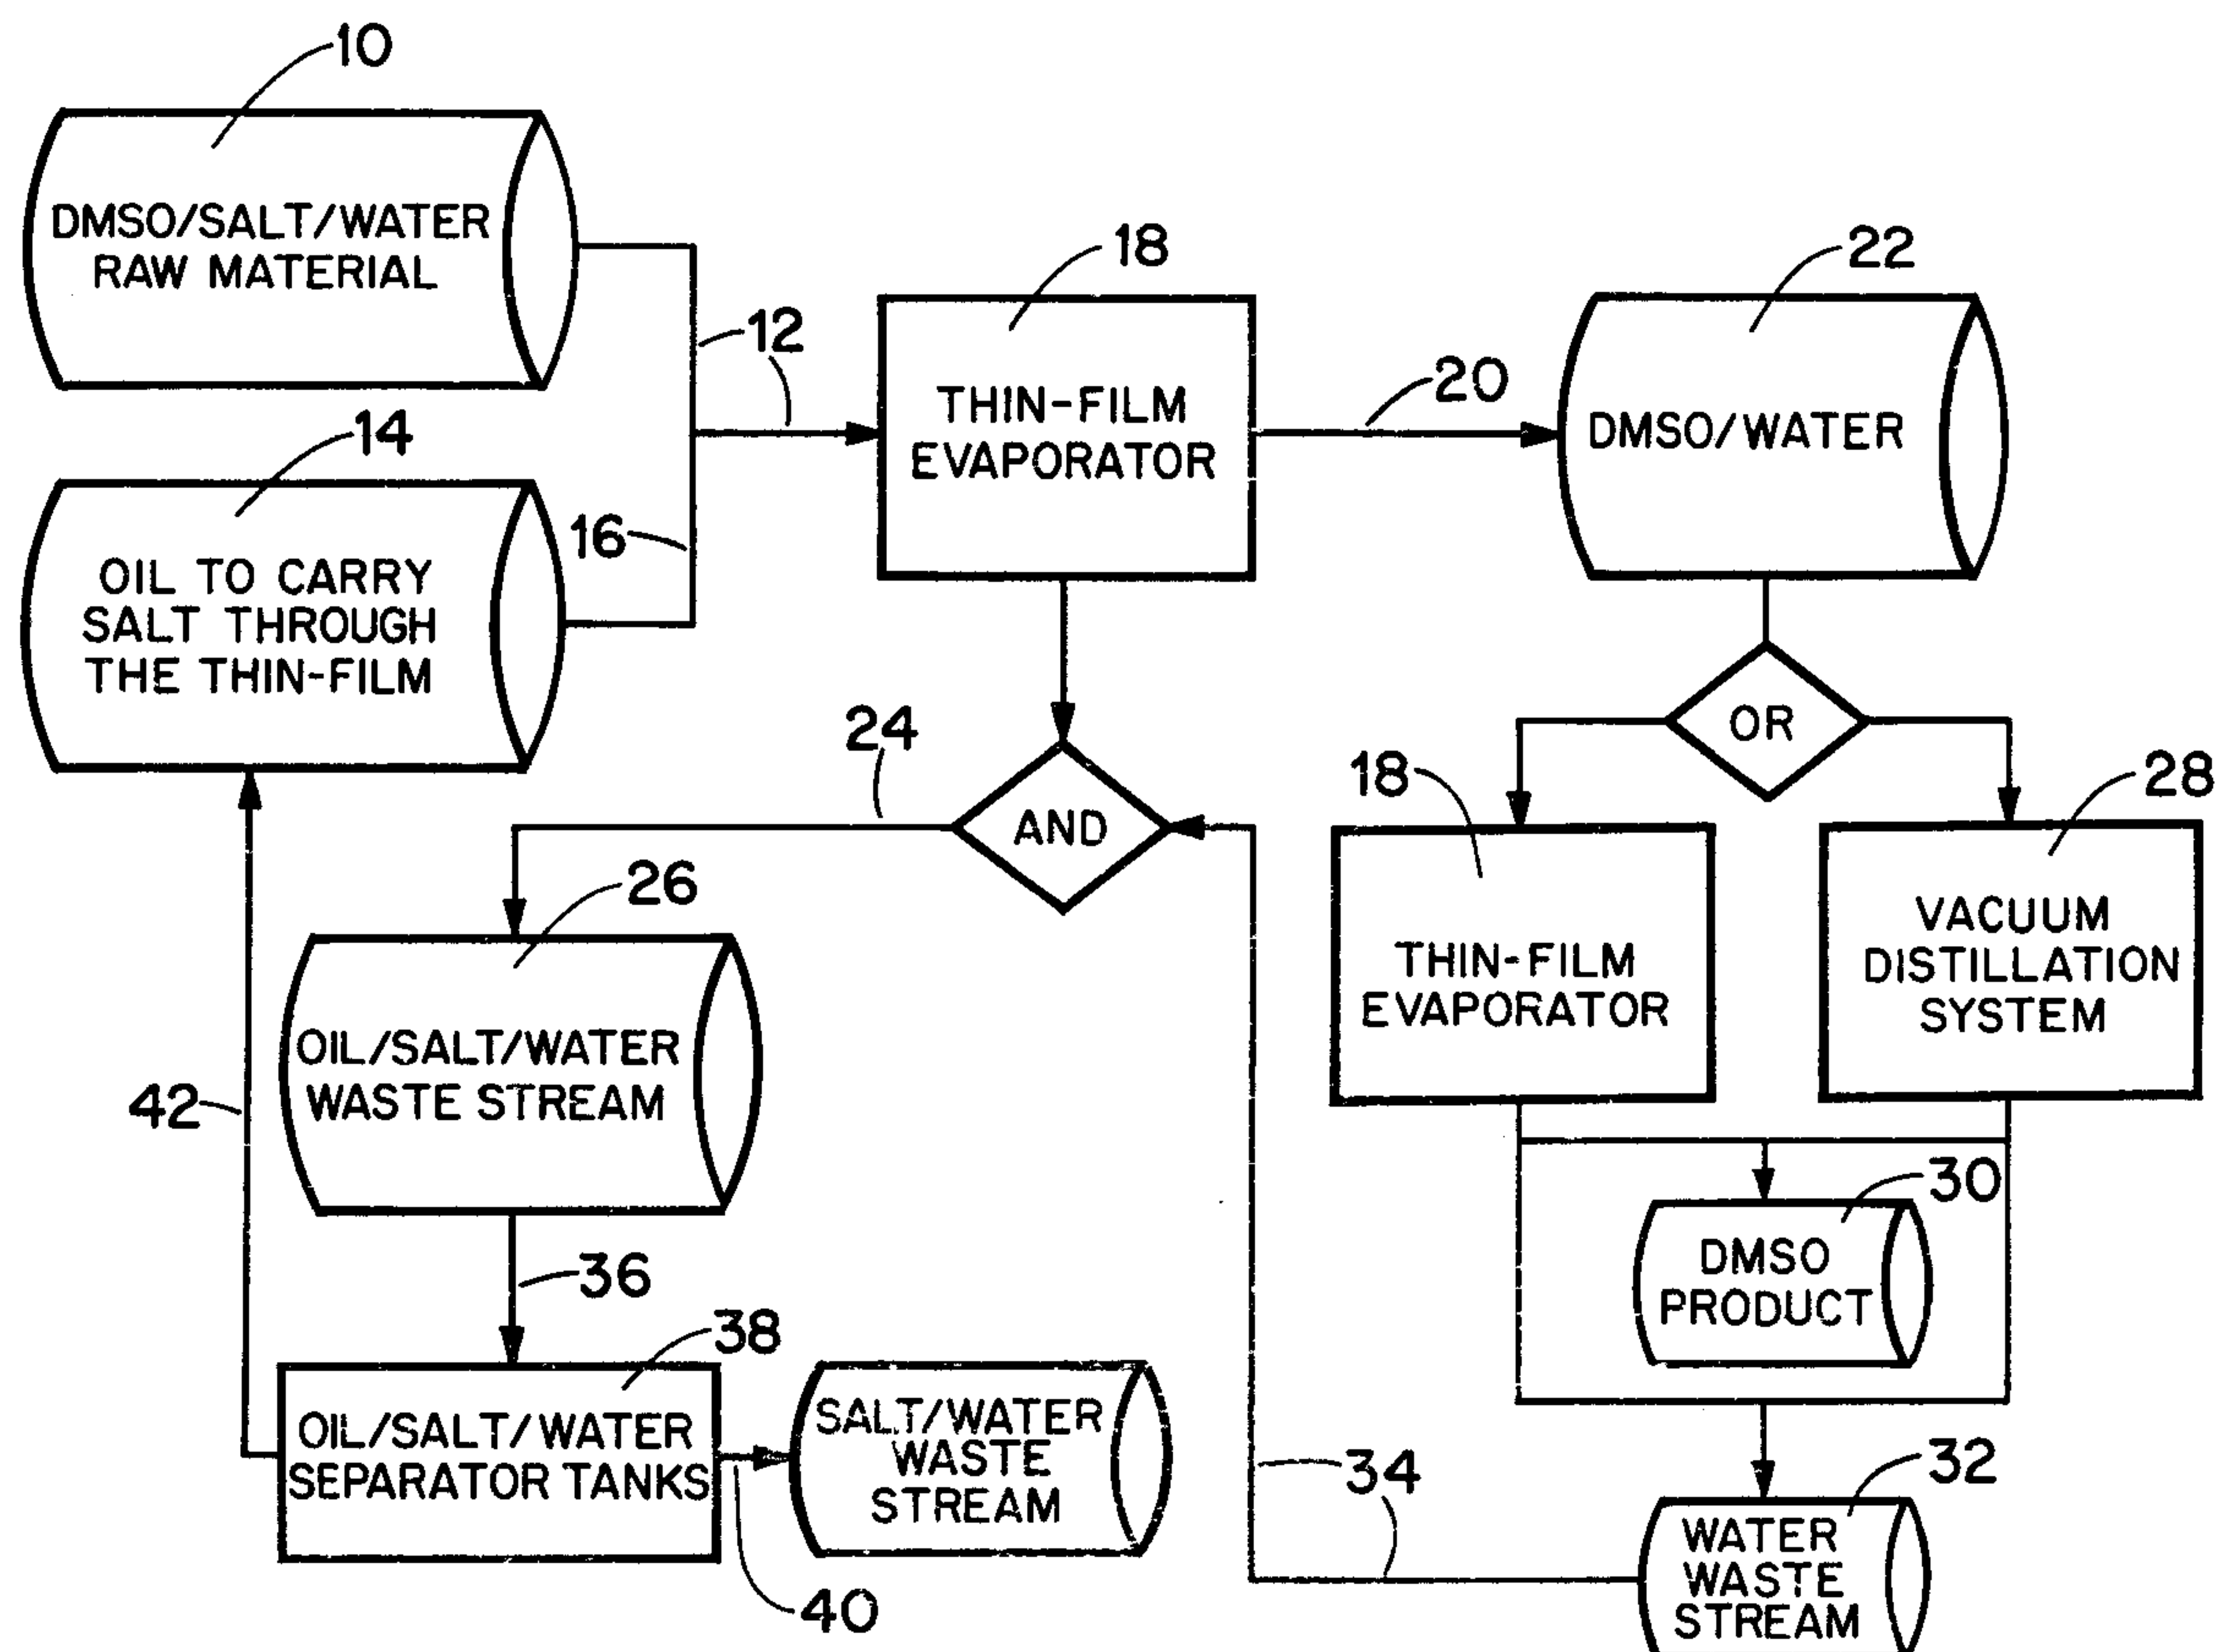 10
DMSO/SALT/WATER
RAW MATERIAL
12
14
16
OIL TO CARRY
SALT THROUGH
THE THIN-FILM
18
THIN-FILM
EVAPORATOR
20
22
DMSO/WATER
OR
24
AND
18
THIN-FILM
EVAPORATOR
28
VACUUM
DISTILLATION
SYSTEM
26
OIL/SALT/WATER
WASTE STREAM
42
30
DMSO
PRODUCT
36
38
OIL/SALT/WATER
SEPARATOR TANKS
40
SALT/WATER
WASTE
STREAM
34
32
WATER
WASTE
STREAM